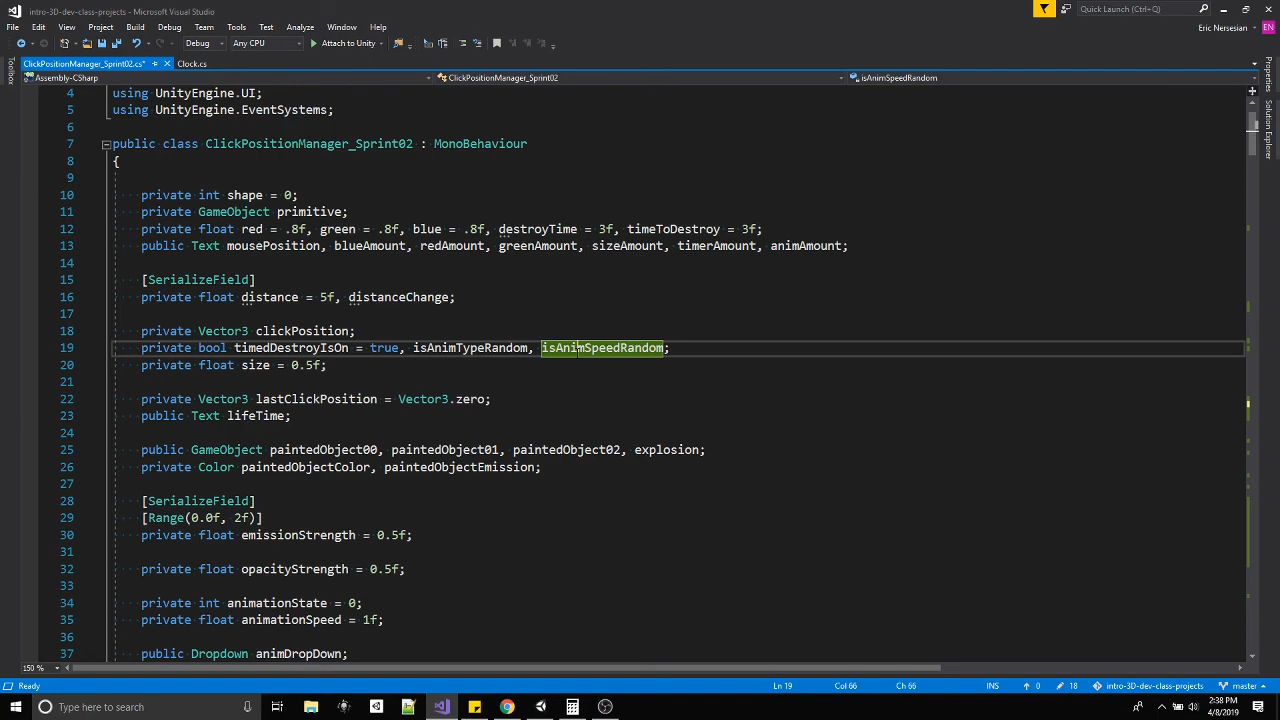 intro-3D-dev-class-projects - Microsoft Visual Studio
Quick Launch (Ctrl+Q)
File Edit View Project Build Debug Team Tools Test Analyze Window Help
Eric Nersesian EN
Debug Any CPU Attach to Unity
ClickPositionManager_Sprint02.cs* Clock.cs
Assembly-CSharp ClickPositionManager_Sprint02 isAnimSpeedRandom
Toolbox
Properties
Solution Explorer
4 using UnityEngine.UI;
5 using UnityEngine.EventSystems;
6
7 public class ClickPositionManager_Sprint02 : MonoBehaviour
8 {
9
10 private int shape = 0;
11 private GameObject primitive;
12 private float red = .8f, green = .8f, blue = .8f, destroyTime = 3f, timeToDestroy = 3f;
13 public Text mousePosition, blueAmount, redAmount, greenAmount, sizeAmount, timerAmount, animAmount;
14
15 [SerializeField]
16 private float distance = 5f, distanceChange;
17
18 private Vector3 clickPosition;
19 private bool timedDestroyIsOn = true, isAnimTypeRandom, isAnimSpeedRandom;
20 private float size = 0.5f;
21
22 private Vector3 lastClickPosition = Vector3.zero;
23 public Text lifeTime;
24
25 public GameObject paintedObject00, paintedObject01, paintedObject02, explosion;
26 private Color paintedObjectColor, paintedObjectEmission;
27
28 [SerializeField]
29 [Range(0.0f, 2f)]
30 private float emissionStrength = 0.5f;
31
32 private float opacityStrength = 0.5f;
33
34 private int animationState = 0;
35 private float animationSpeed = 1f;
36
37 public Dropdown animDropDown;
150 %
Ready Ln 19 Col 66 Ch 66 INS 0 18 intro-3D-dev-class-projects master
Type here to search
2:38 PM
4/8/2019